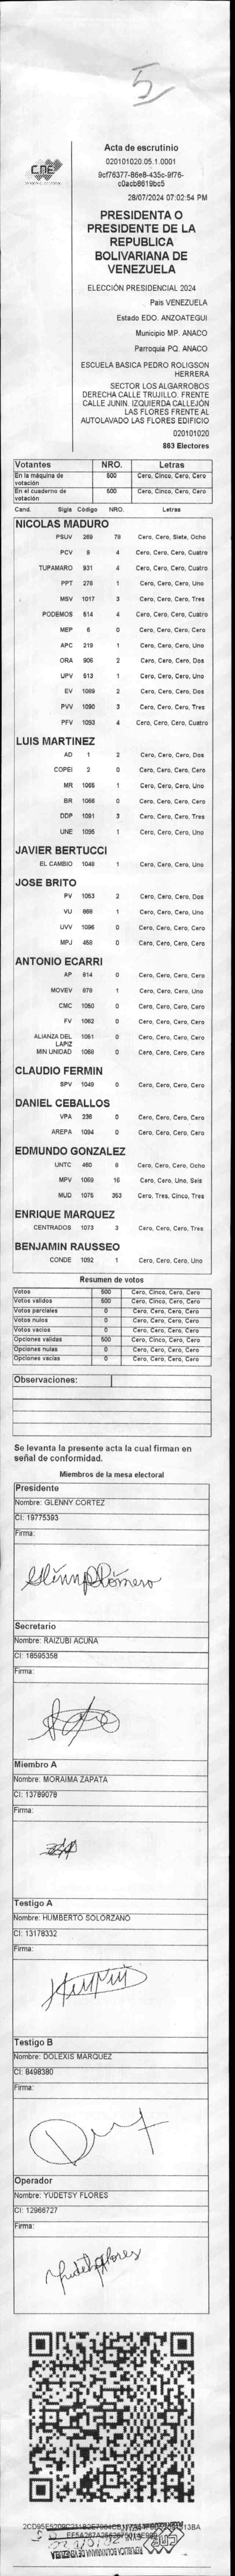 5
CNE
Acta de escrutinio
020101020.05.1.0001
9cf76377-86e8-435c-9f76-
c0acb8619bc5
28/07/2024 07:02:54 PM
PRESIDENTA O
PRESIDENTE DE LA
REPUBLICA
BOLIVARIANA DE
VENEZUELA
ELECCIÓN PRESIDENCIAL 2024
Pais VENEZUELA
Estado EDO. ANZOATEGUI
Municipio MP. ANACO
Parroquia PQ. ANACO
ESCUELA BASICA PEDRO ROLIGSON
HERRERA
SECTOR LOS ALGARROBOS
DERECHA CALLE TRUJILLO. FRENTE
CALLE JUNIN. IZQUIERDA CALLEJÓN
LAS FLORES FRENTE AL
AUTOLAVADO LAS FLORES EDIFICIO
020101020
863 Electores
Votantes NRO. Letras
En la máquina de votación 500 Cero, Cinco, Cero, Cero
En el cuaderno de votación 500 Cero, Cinco, Cero, Cero
Cand. Sigla Código NRO. Letras
NICOLAS MADURO
PSUV 269 78 Cero, Cero, Siete, Ocho
PCV 8 4 Cero, Cero, Cero, Cuatro
TUPAMARO 931 4 Cero, Cero, Cero, Cuatro
PPT 276 1 Cero, Cero, Cero, Uno
MSV 1017 3 Cero, Cero, Cero, Tres
PODEMOS 514 4 Cero, Cero, Cero, Cuatro
MEP 6 0 Cero, Cero, Cero, Cero
APC 219 1 Cero, Cero, Cero, Uno
ORA 906 2 Cero, Cero, Cero, Dos
UPV 513 1 Cero, Cero, Cero, Uno
EV 1089 2 Cero, Cero, Cero, Dos
PVV 1090 3 Cero, Cero, Cero, Tres
PFV 1093 4 Cero, Cero, Cero, Cuatro
LUIS MARTINEZ
AD 1 2 Cero, Cero, Cero, Dos
COPEI 2 0 Cero, Cero, Cero, Cero
MR 1065 1 Cero, Cero, Cero, Uno
BR 1066 0 Cero, Cero, Cero, Cero
DDP 1091 3 Cero, Cero, Cero, Tres
UNE 1095 1 Cero, Cero, Cero, Uno
JAVIER BERTUCCI
EL CAMBIO 1048 1 Cero, Cero, Cero, Uno
JOSE BRITO
PV 1053 2 Cero, Cero, Cero, Dos
VU 868 1 Cero, Cero, Cero, Uno
UVV 1096 0 Cero, Cero, Cero, Cero
MPJ 458 0 Cero, Cero, Cero, Cero
ANTONIO ECARRI
AP 814 0 Cero, Cero, Cero, Cero
MOVEV 878 1 Cero, Cero, Cero, Uno
CMC 1050 0 Cero, Cero, Cero, Cero
FV 1062 0 Cero, Cero, Cero, Cero
ALIANZA DEL LAPIZ 1051 0 Cero, Cero, Cero, Cero
MIN UNIDAD 1068 0 Cero, Cero, Cero, Cero
CLAUDIO FERMIN
SPV 1049 0 Cero, Cero, Cero, Cero
DANIEL CEBALLOS
VPA 238 0 Cero, Cero, Cero, Cero
AREPA 1094 0 Cero, Cero, Cero, Cero
EDMUNDO GONZALEZ
UNTC 460 8 Cero, Cero, Cero, Ocho
MPV 1069 16 Cero, Cero, Uno, Seis
MUD 1075 353 Cero, Tres, Cinco, Tres
ENRIQUE MARQUEZ
CENTRADOS 1073 3 Cero, Cero, Cero, Tres
BENJAMIN RAUSSEO
CONDE 1092 1 Cero, Cero, Cero, Uno
Resumen de votos
Votos 500 Cero, Cinco, Cero, Cero
Votos validos 500 Cero, Cinco, Cero, Cero
Votos parciales 0 Cero, Cero, Cero, Cero
Votos nulos 0 Cero, Cero, Cero, Cero
Votos vacios 0 Cero, Cero, Cero, Cero
Opciones validas 500 Cero, Cinco, Cero, Cero
Opciones nulas 0 Cero, Cero, Cero, Cero
Opciones vacias 0 Cero, Cero, Cero, Cero
Observaciones:
Se levanta la presente acta la cual firman en
señal de conformidad.
Miembros de la mesa electoral
Presidente
Nombre: GLENNY CORTEZ
CI: 19775393
Firma:
Secretario
Nombre: RAIZUBI ACUÑA
CI: 18595358
Firma:
Miembro A
Nombre: MORAIMA ZAPATA
CI: 13789078
Firma:
Testigo A
Nombre: HUMBERTO SOLORZANO
CI: 13178332
Firma:
Testigo B
Nombre: DOLEXIS MARQUEZ
CI: 8498380
Firma:
Operador
Nombre: YUDETSY FLORES
CI: 12966727
Firma:
REPÚBLICA BOLIVARIANA DE VENEZUELA
CNE